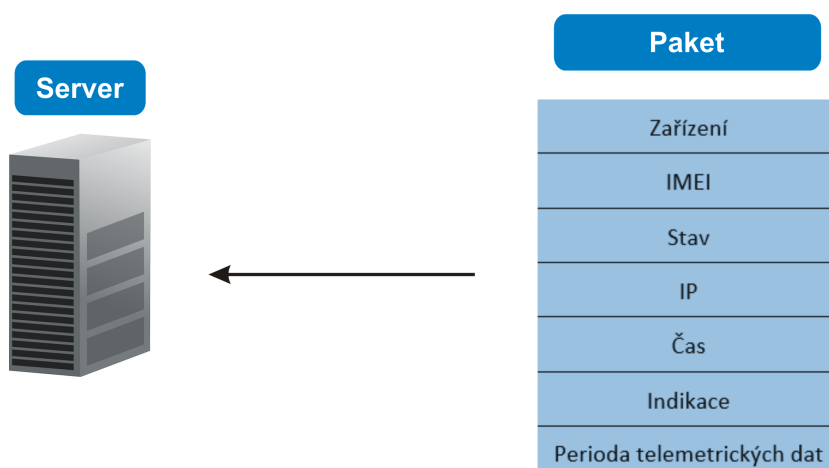 Paket
Server
Zařízení
IMEI
Stav
IP
Čas
Indikace
Perioda telemetrických dat